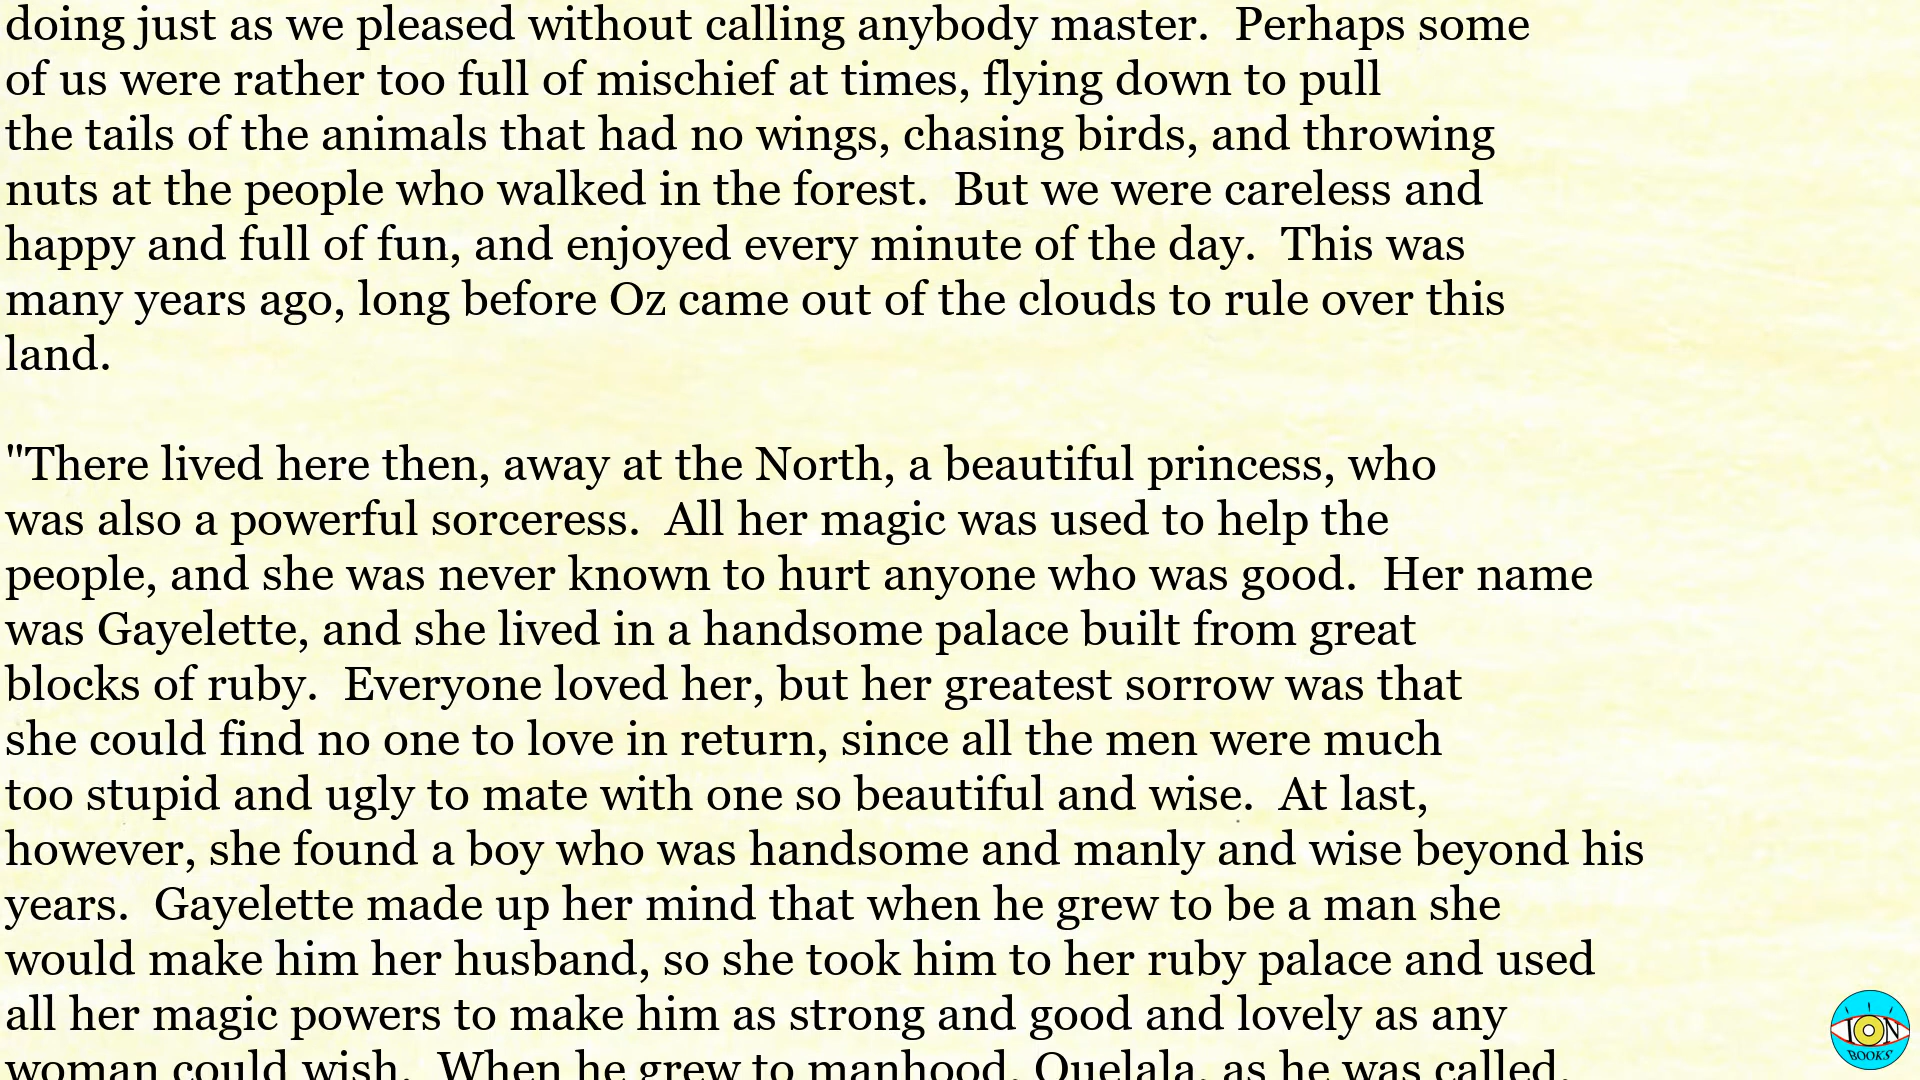 doing just as we pleased without calling anybody master.  Perhaps some
of us were rather too full of mischief at times, flying down to pull
the tails of the animals that had no wings, chasing birds, and throwing
nuts at the people who walked in the forest.  But we were careless and
happy and full of fun, and enjoyed every minute of the day.  This was
many years ago, long before Oz came out of the clouds to rule over this
land.
"There lived here then, away at the North, a beautiful princess, who
was also a powerful sorceress.  All her magic was used to help the
people, and she was never known to hurt anyone who was good.  Her name
was Gayelette, and she lived in a handsome palace built from great
blocks of ruby.  Everyone loved her, but her greatest sorrow was that
she could find no one to love in return, since all the men were much
too stupid and ugly to mate with one so beautiful and wise.  At last,
however, she found a boy who was handsome and manly and wise beyond his
years.  Gayelette made up her mind that when he grew to be a man she
would make him her husband, so she took him to her ruby palace and used
all her magic powers to make him as strong and good and lovely as any
woman could wish.  When he grew to manhood, Quelala, as he was called,
ION
BOOKS